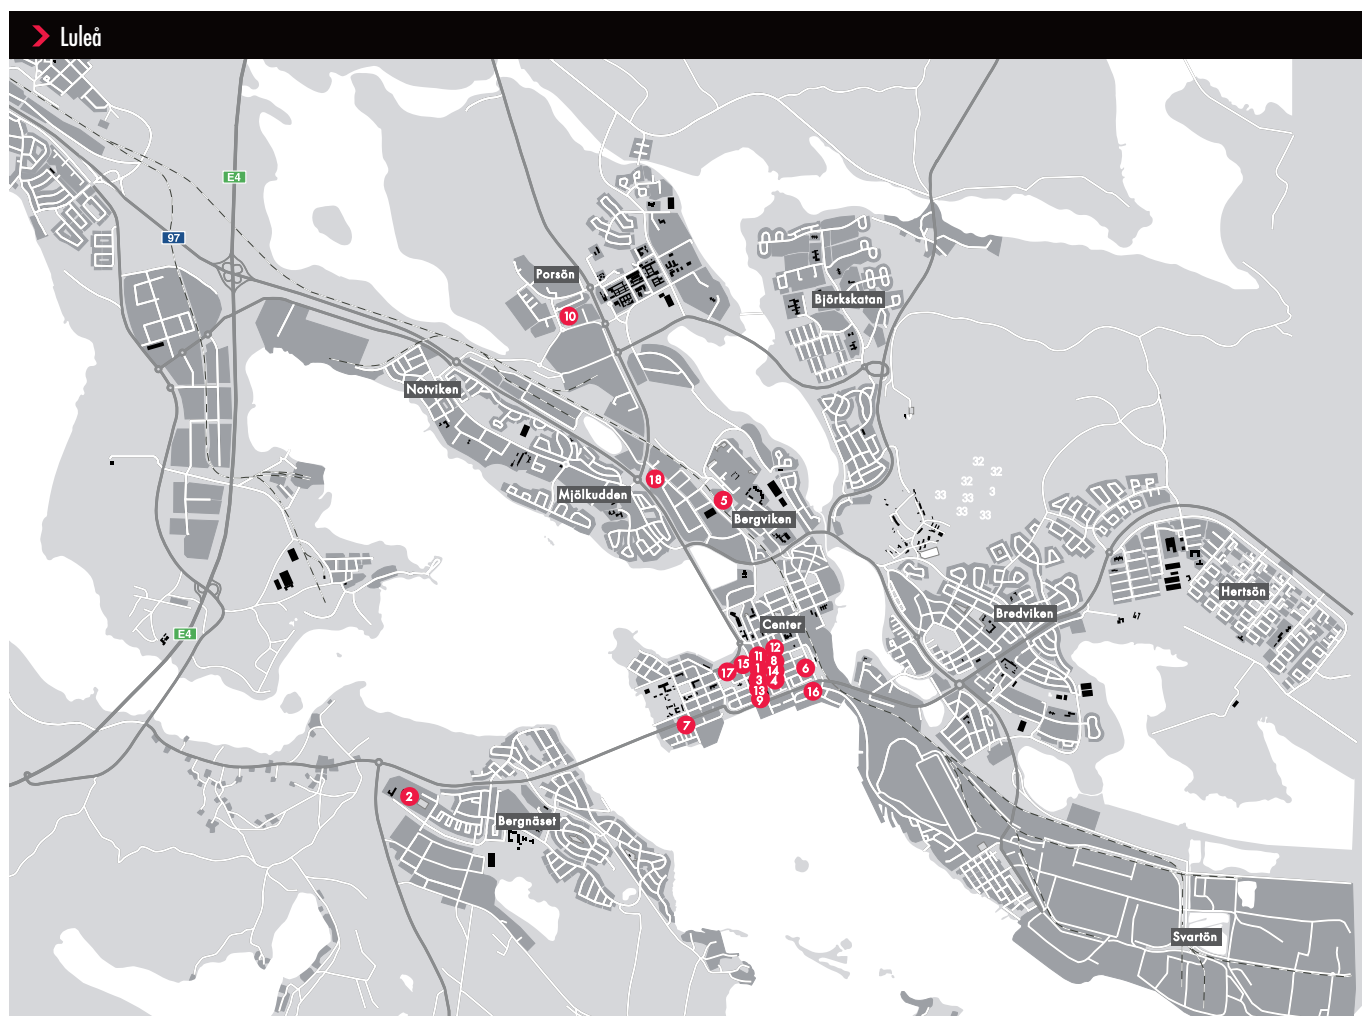 Luleå
E4
97
Porsön
Björkskatan
10
Notviken
32
32
32
3
18
Mjölkudden
33
33
5
33
33
Bergviken
Hertsön
Bredviken
Center
E4
12
11
15
8
1
6
17
14
3
4
13
16
9
7
2
Bergnäset
Svartön